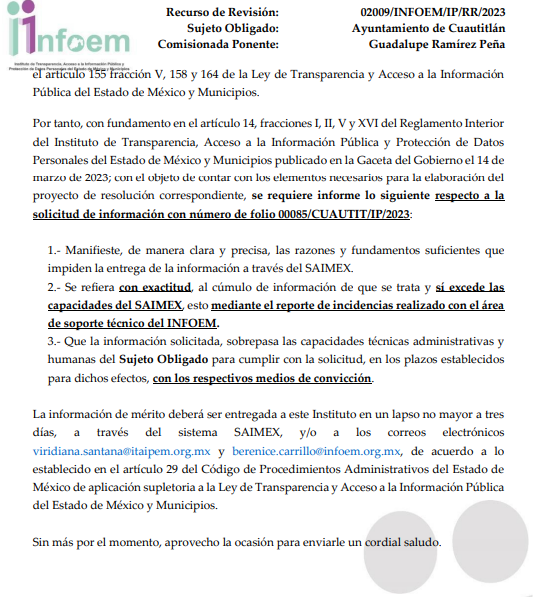 infoem
Instituto de Transparencia, Acceso a la Información Pública y
Protección de Datos Personales del Estado de México y Municipios
Recurso de Revisión: 02009/INFOEM/IP/RR/2023
Sujeto Obligado: Ayuntamiento de Cuautitlán
Comisionada Ponente: Guadalupe Ramírez Peña
el artículo 155 fracción V, 158 y 164 de la Ley de Transparencia y Acceso a la Información
Pública del Estado de México y Municipios.
Por tanto, con fundamento en el artículo 14, fracciones I, II, V y XVI del Reglamento Interior
del Instituto de Transparencia, Acceso a la Información Pública y Protección de Datos
Personales del Estado de México y Municipios publicado en la Gaceta del Gobierno el 14 de
marzo de 2023; con el objeto de contar con los elementos necesarios para la elaboración del
proyecto de resolución correspondiente, se requiere informe lo siguiente respecto a la
solicitud de información con número de folio 00085/CUAUTIT/IP/2023:
1.- Manifieste, de manera clara y precisa, las razones y fundamentos suficientes que
impiden la entrega de la información a través del SAIMEX.
2.- Se refiera con exactitud, al cúmulo de información de que se trata y sí excede las
capacidades del SAIMEX, esto mediante el reporte de incidencias realizado con el área
de soporte técnico del INFOEM.
3.- Que la información solicitada, sobrepasa las capacidades técnicas administrativas y
humanas del Sujeto Obligado para cumplir con la solicitud, en los plazos establecidos
para dichos efectos, con los respectivos medios de convicción.
La información de mérito deberá ser entregada a este Instituto en un lapso no mayor a tres
días, a través del sistema SAIMEX, y/o a los correos electrónicos
viridiana.santana@itaipem.org.mx y berenice.carrillo@infoem.org.mx, de acuerdo a lo
establecido en el artículo 29 del Código de Procedimientos Administrativos del Estado de
México de aplicación supletoria a la Ley de Transparencia y Acceso a la Información Pública
del Estado de México y Municipios.
Sin más por el momento, aprovecho la ocasión para enviarle un cordial saludo.